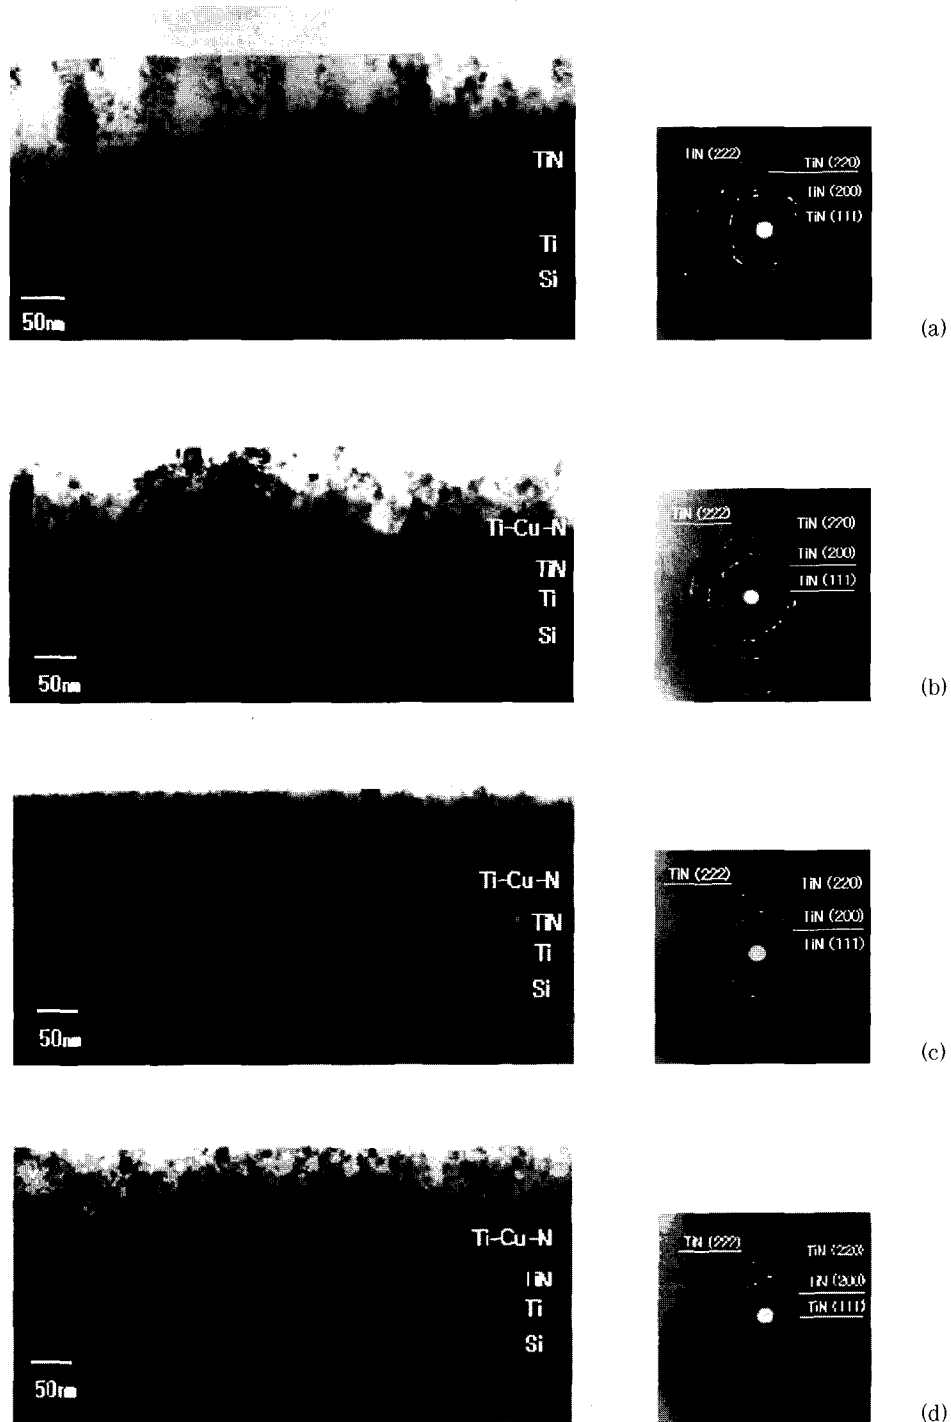 TiN
Ti
Si
50nm
TiN (222)
TiN (220)
TiN (200)
TiN (111)
(a)
Ti-Cu-N
TiN
Ti
Si
50nm
TiN (222)
TiN (220)
TiN (200)
TiN (111)
(b)
Ti-Cu-N
TiN
Ti
Si
50nm
TiN (222)
TiN (220)
TiN (200)
TiN (111)
(c)
Ti-Cu-N
TiN
Ti
Si
50nm
TiN (222)
TiN (220)
TiN (200)
TiN (111)
(d)